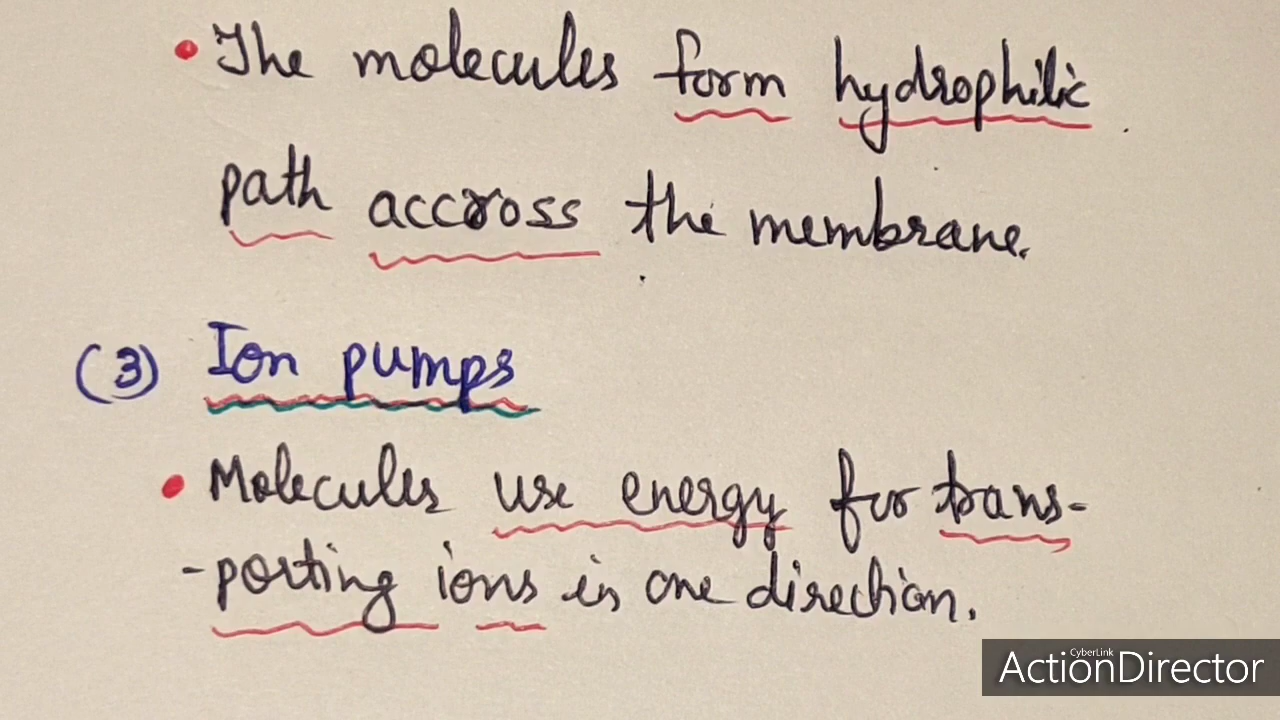 • The molecules form hydrophilic
path accross the membrane.
(3) Ion pumps
• Molecules use energy for trans-
-porting ions in one direction.
CyberLink
ActionDirector